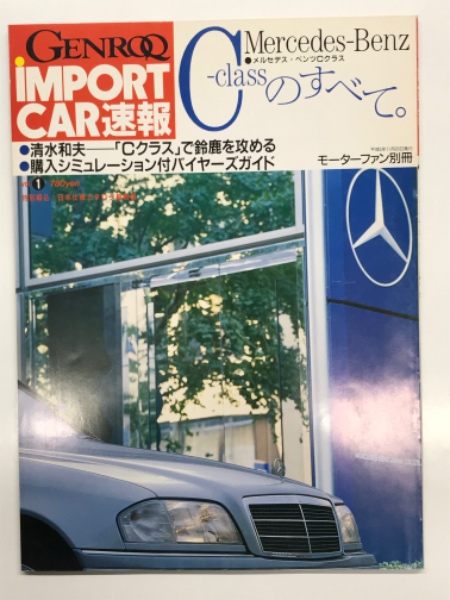 GENROQ
iMPORT
CAR速報
Mercedes-Benz
●メルセデス・ベンツCクラス
C-classのすべて。
●清水和夫──「Cクラス」で鈴鹿を攻める
●購入シミュレーション付バイヤーズガイド
モーターファン別冊
1 780yen